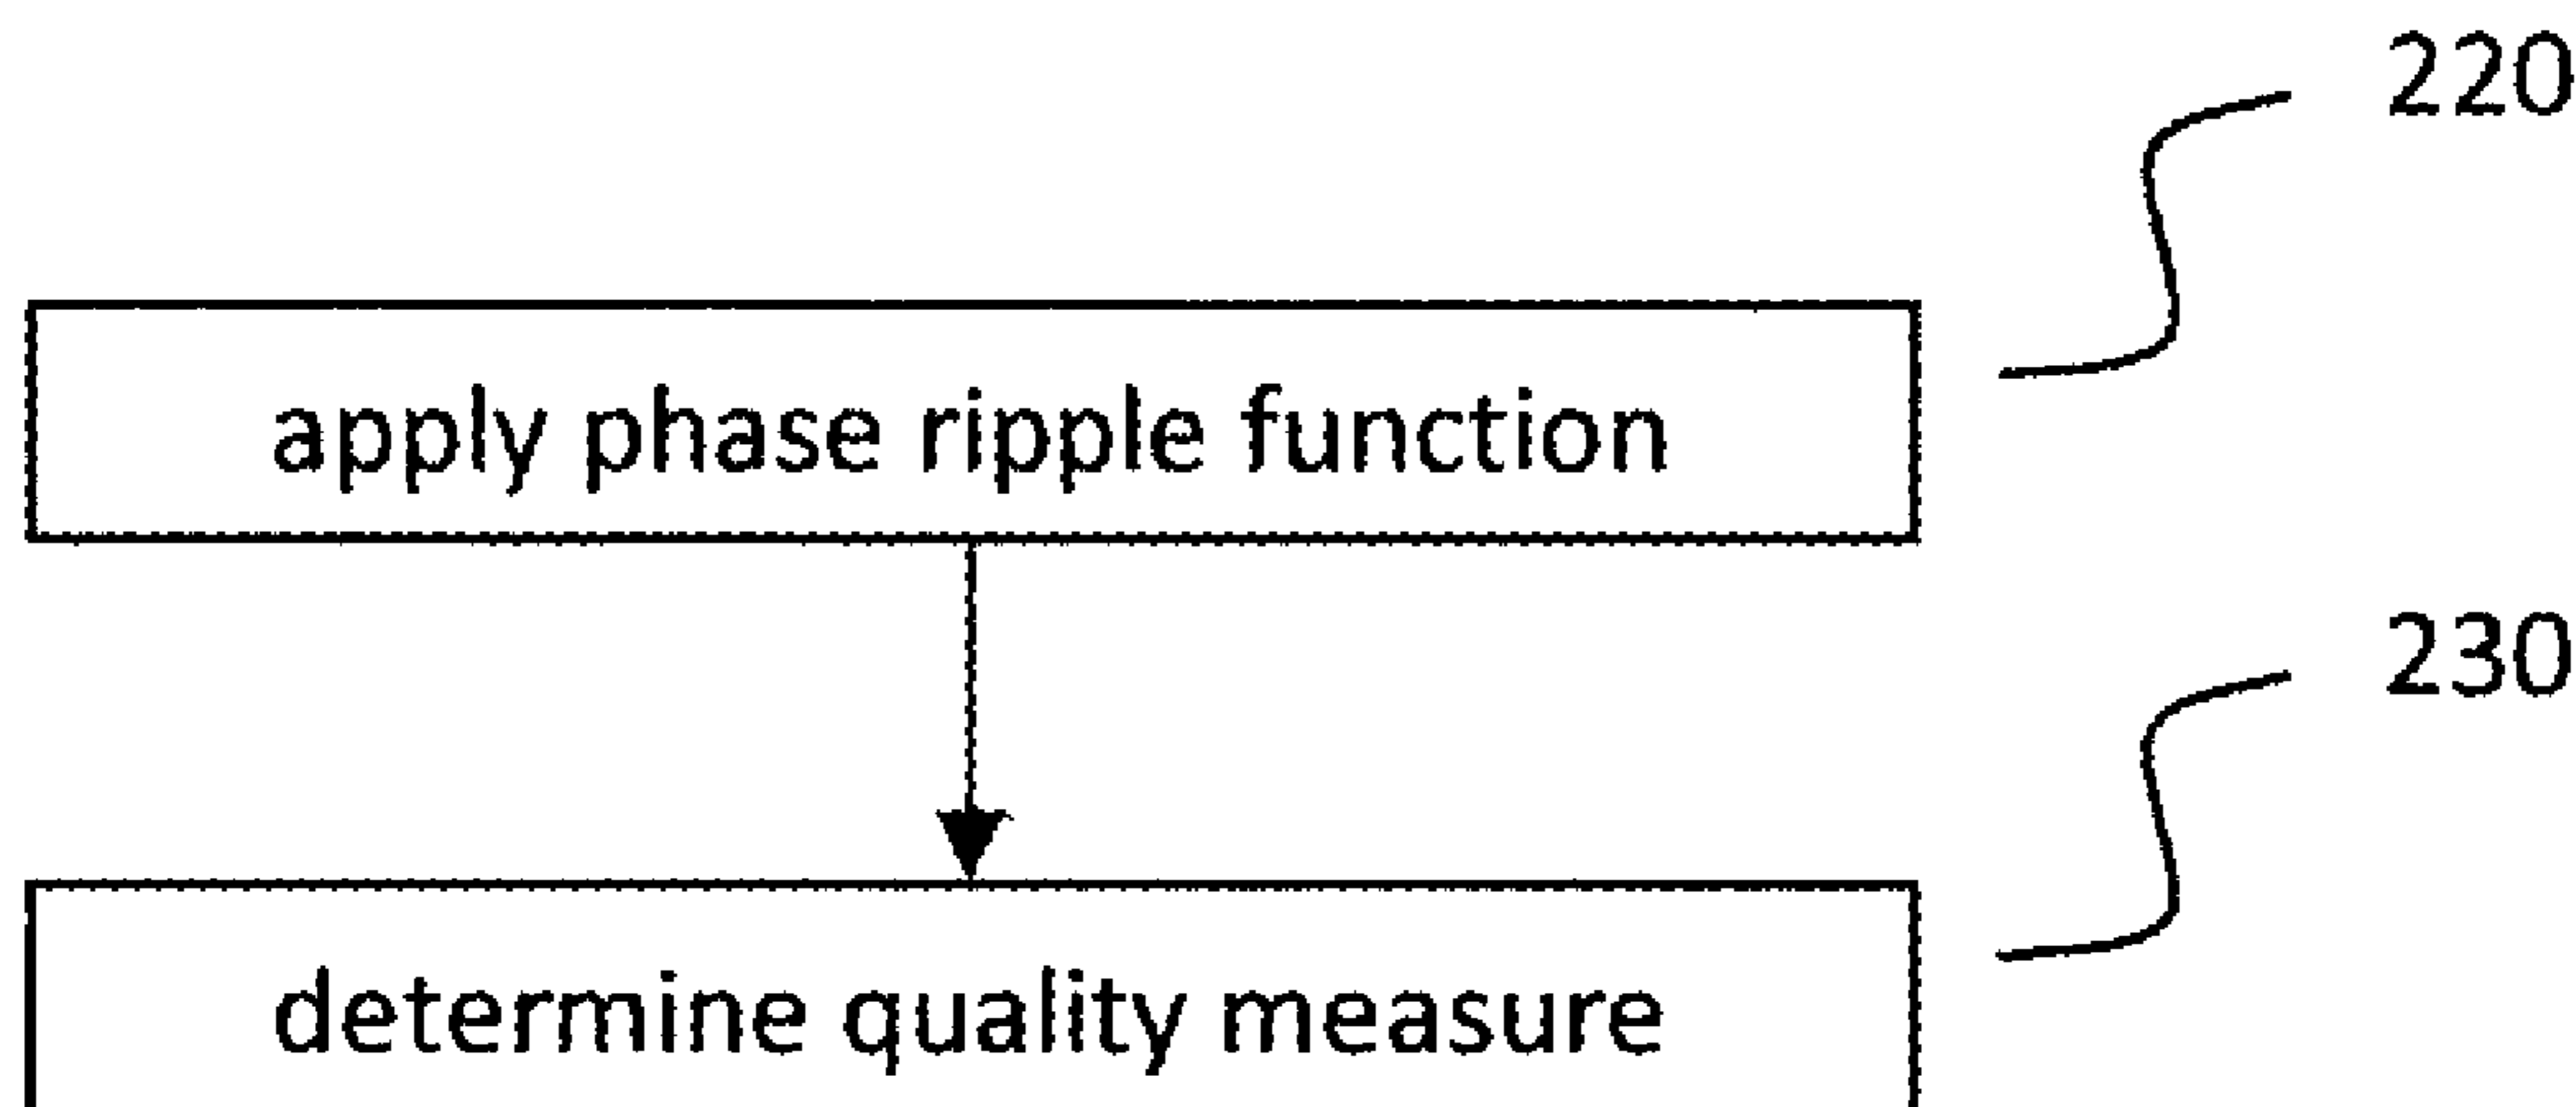 220
apply phase ripple function
230
determine quality measure